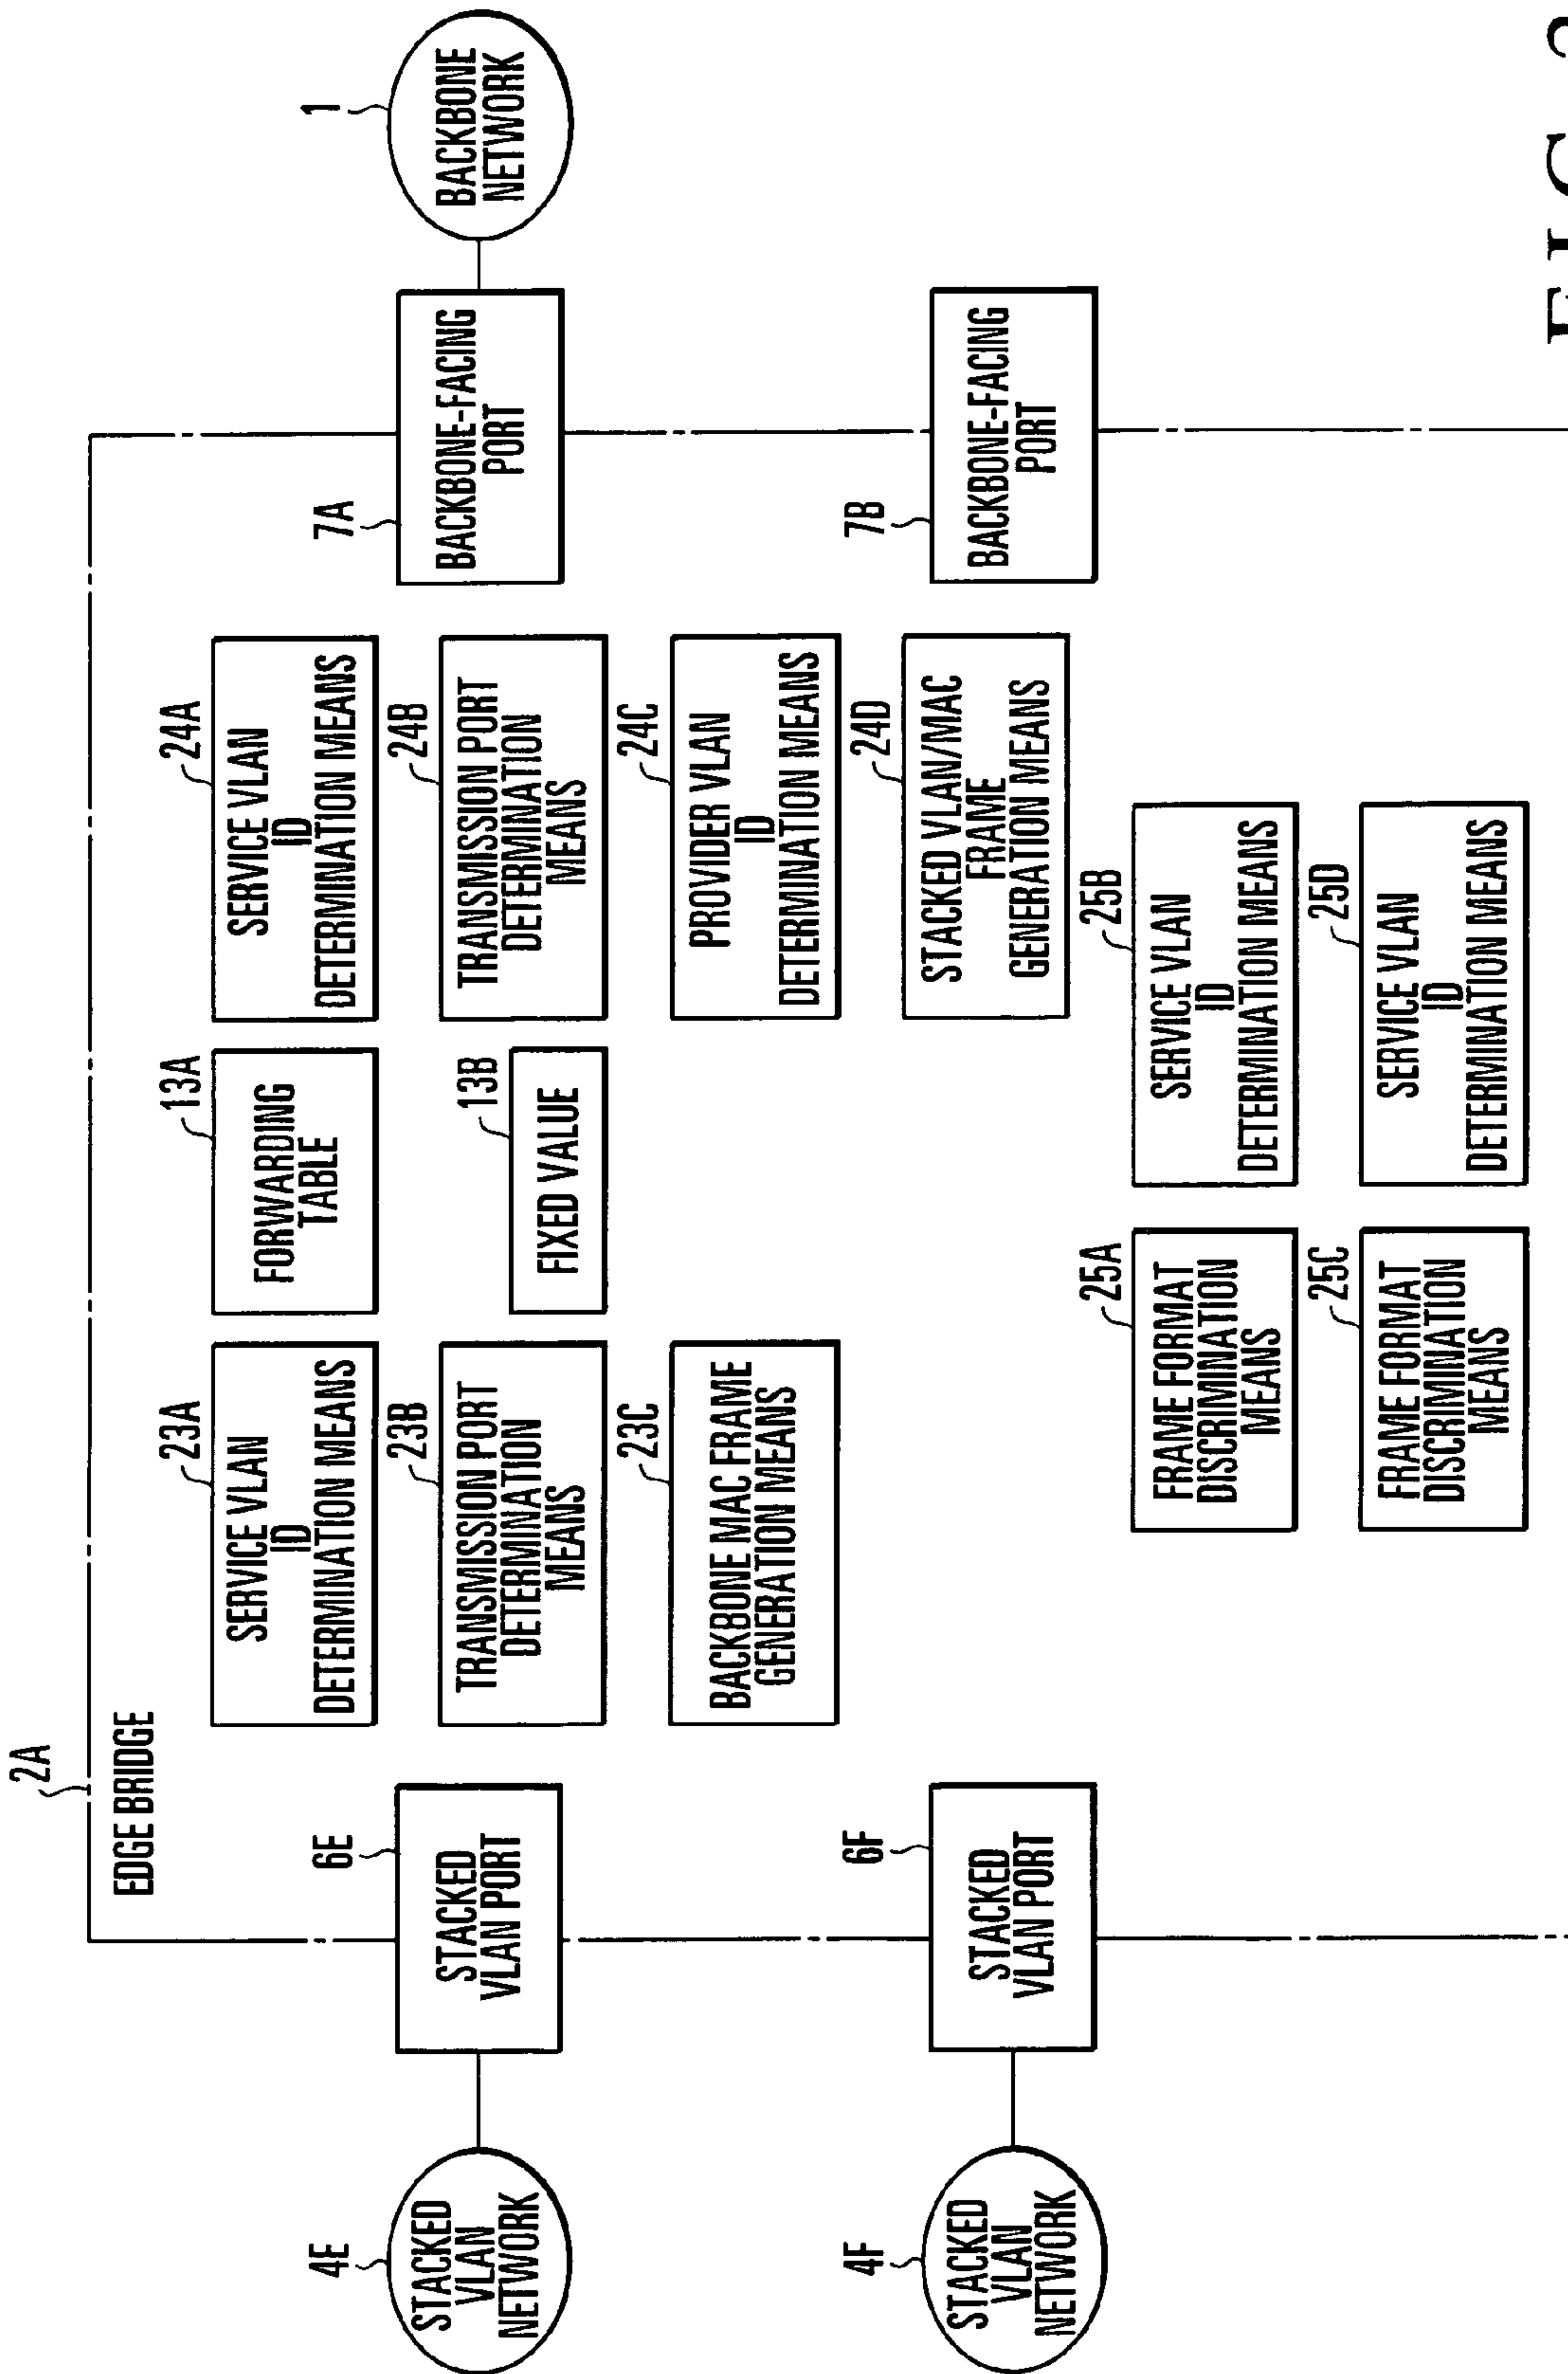 2A
EDGE BRIDGE
4E
STACKED
VLAN
NETWORK
6E
STACKED
VLAN PORT
23A
SERVICE VLAN
ID
DETERMINATION MEANS
13A
FORWARDING
TABLE
24A
SERVICE VLAN
ID
DETERMINATION MEANS
7A
BACKBONE-FACING
PORT
1
BACKBONE
NETWORK
23B
TRANSMISSION PORT
DETERMINATION
MEANS
13B
FIXED VALUE
24B
TRANSMISSION PORT
DETERMINATION
MEANS
23C
BACKBONE MAC FRAME
GENERATION MEANS
24C
PROVIDER VLAN
ID
DETERMINATION MEANS
4F
STACKED
VLAN
NETWORK
6F
STACKED
VLAN PORT
24D
STACKED VLAN/MAC
FRAME
GENERATION MEANS
7B
BACKBONE-FACING
PORT
25A
FRAME FORMAT
DISCRIMINATION
MEANS
25B
SERVICE VLAN
ID
DETERMINATION MEANS
25C
FRAME FORMAT
DISCRIMINATION
MEANS
25D
SERVICE VLAN
ID
DETERMINATION MEANS